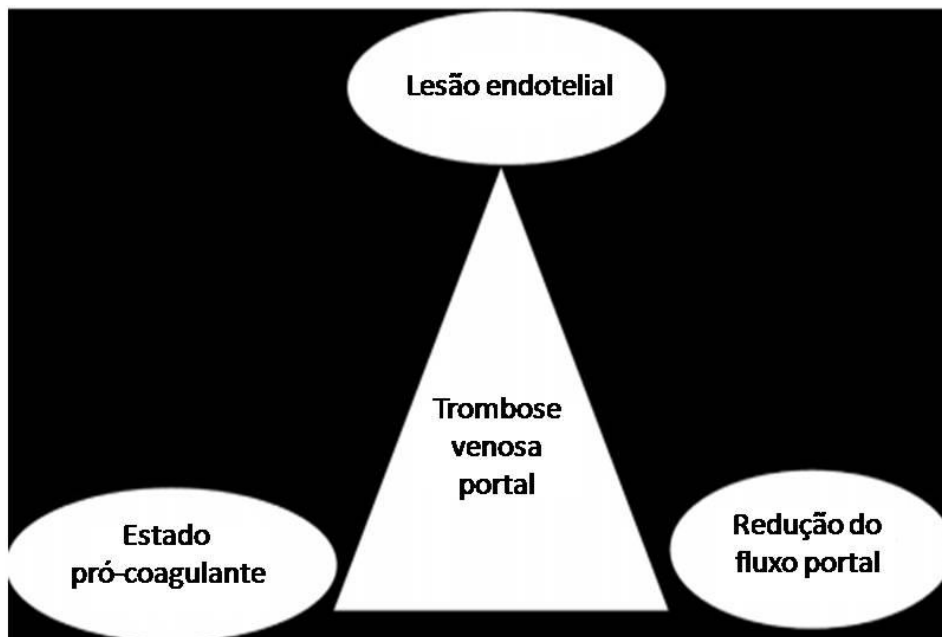 Lesão endotelial
Trombose
venosa
portal
Estado
pró-coagulante
Redução do
fluxo portal